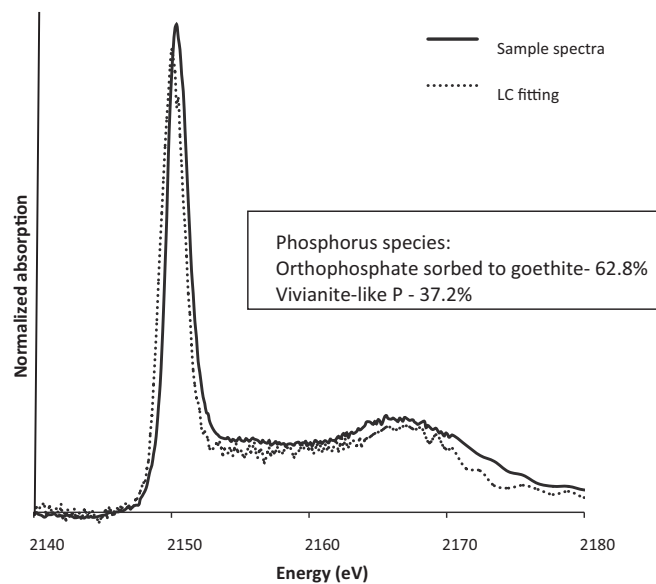 Sample spectra
LC fitting
Normalized absorption
Phosphorus species:
Orthophosphate sorbed to goethite- 62.8%
Vivianite-like P - 37.2%
2140 2150 2160 2170 2180
Energy (eV)